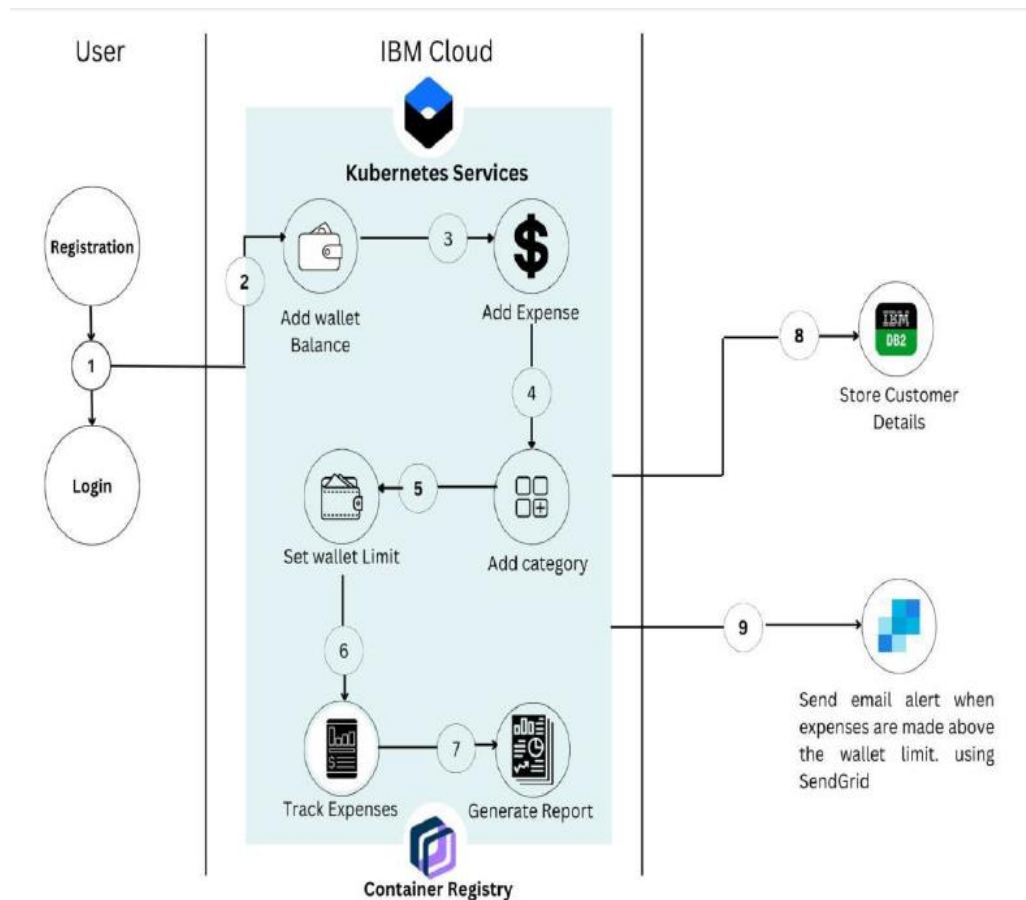 User
IBM Cloud
Kubernetes Services
Registration
1
Login
2
Add wallet
Balance
3
$
Add Expense
4
5
Set wallet Limit
Add category
6
$
Track Expenses
7
Generate Report
Container Registry
8
IBM
DB2
Store Customer
Details
9
Send email alert when
expenses are made above
the wallet limit. using
SendGrid